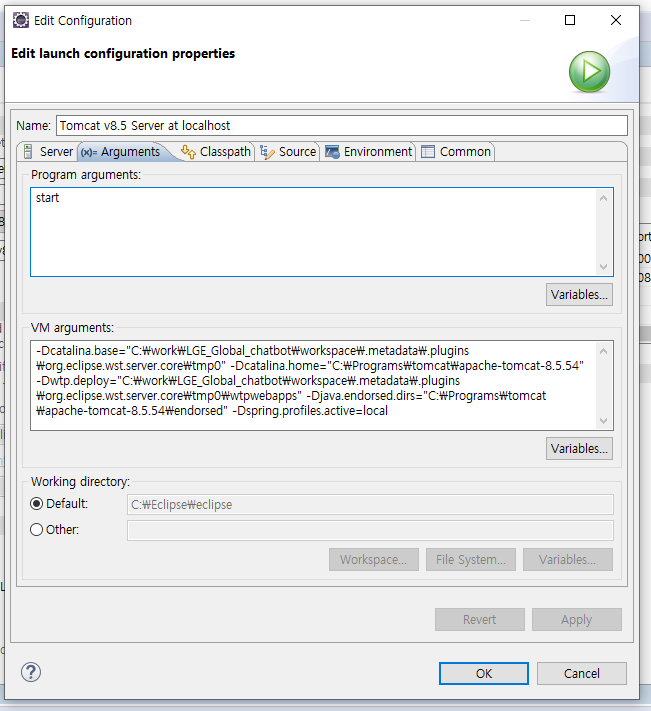 Edit Configuration
Edit launch configuration properties
Name: Tomcat v8.5 Server at localhost
Server (x)= Arguments Classpath Source Environment Common
Program arguments:
start
Variables...
VM arguments:
-Dcatalina.base="C:₩work₩LGE_Global_chatbot₩workspace₩.metadata₩.plugins
₩org.eclipse.wst.server.core₩tmp0" -Dcatalina.home="C:₩Programs₩tomcat₩apache-tomcat-8.5.54"
-Dwtp.deploy="C:₩work₩LGE_Global_chatbot₩workspace₩.metadata₩.plugins
₩org.eclipse.wst.server.core₩tmp0₩wtpwebapps" -Djava.endorsed.dirs="C:₩Programs₩tomcat
₩apache-tomcat-8.5.54₩endorsed" -Dspring.profiles.active=local
Variables...
Working directory:
Default: C:₩Eclipse₩eclipse
Other:
Workspace... File System... Variables...
Revert Apply
? OK Cancel